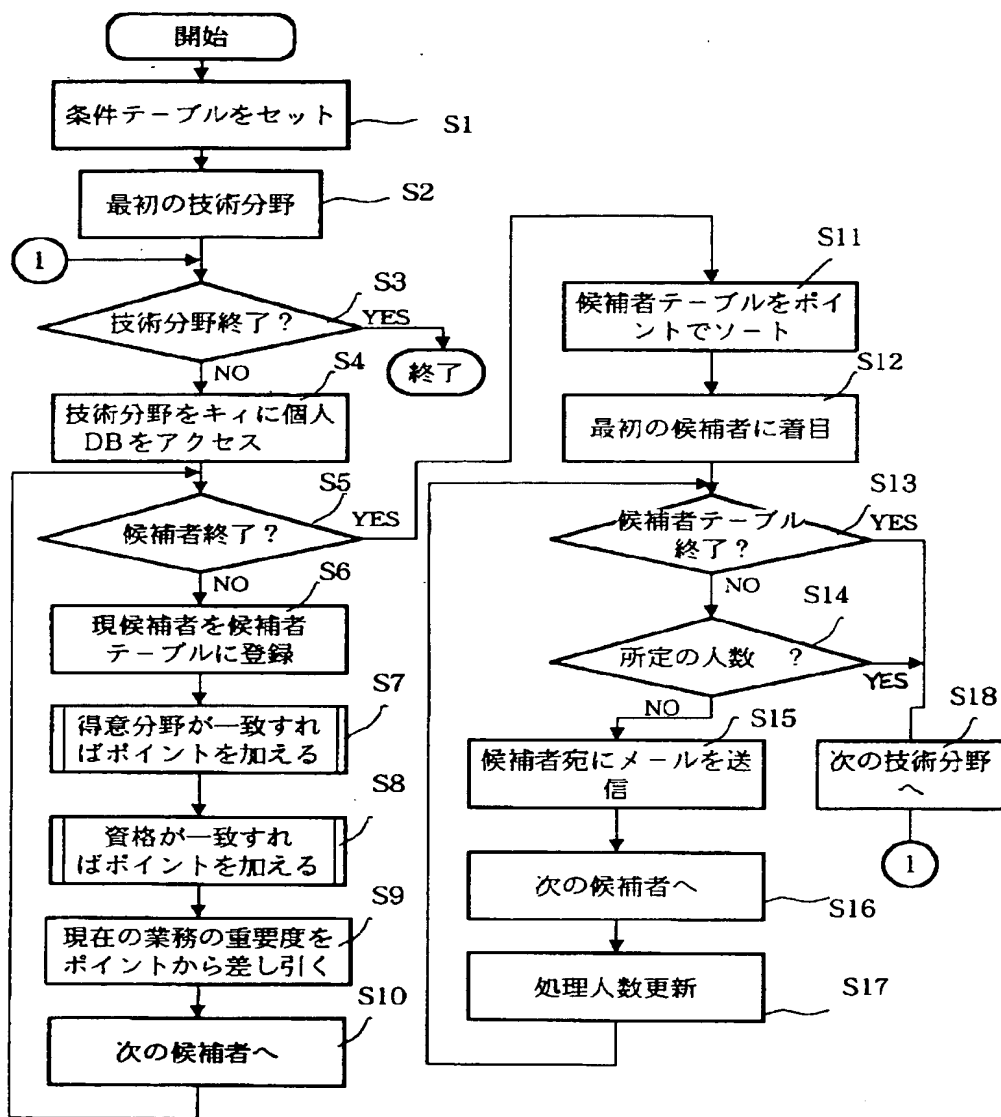 開始
条件テーブルをセット
S1
最初の技術分野
S2
1
技術分野終了？
S3
YES
終了
NO
S4
技術分野をキィに個人
DBをアクセス
候補者終了？
S5
YES
NO
S6
現候補者を候補者
テーブルに登録
S7
得意分野が一致すれ
ばポイントを加える
S8
資格が一致すれ
ばポイントを加える
S9
現在の業務の重要度を
ポイントから差し引く
S10
次の候補者へ
S11
候補者テーブルをポイ
ントでソート
S12
最初の候補者に着目
S13
候補者テーブル
終了？
YES
NO
S14
所定の人数　？
YES
NO
S15
候補者宛にメールを送
信
次の候補者へ
S16
処理人数更新
S17
S18
次の技術分野
へ
1